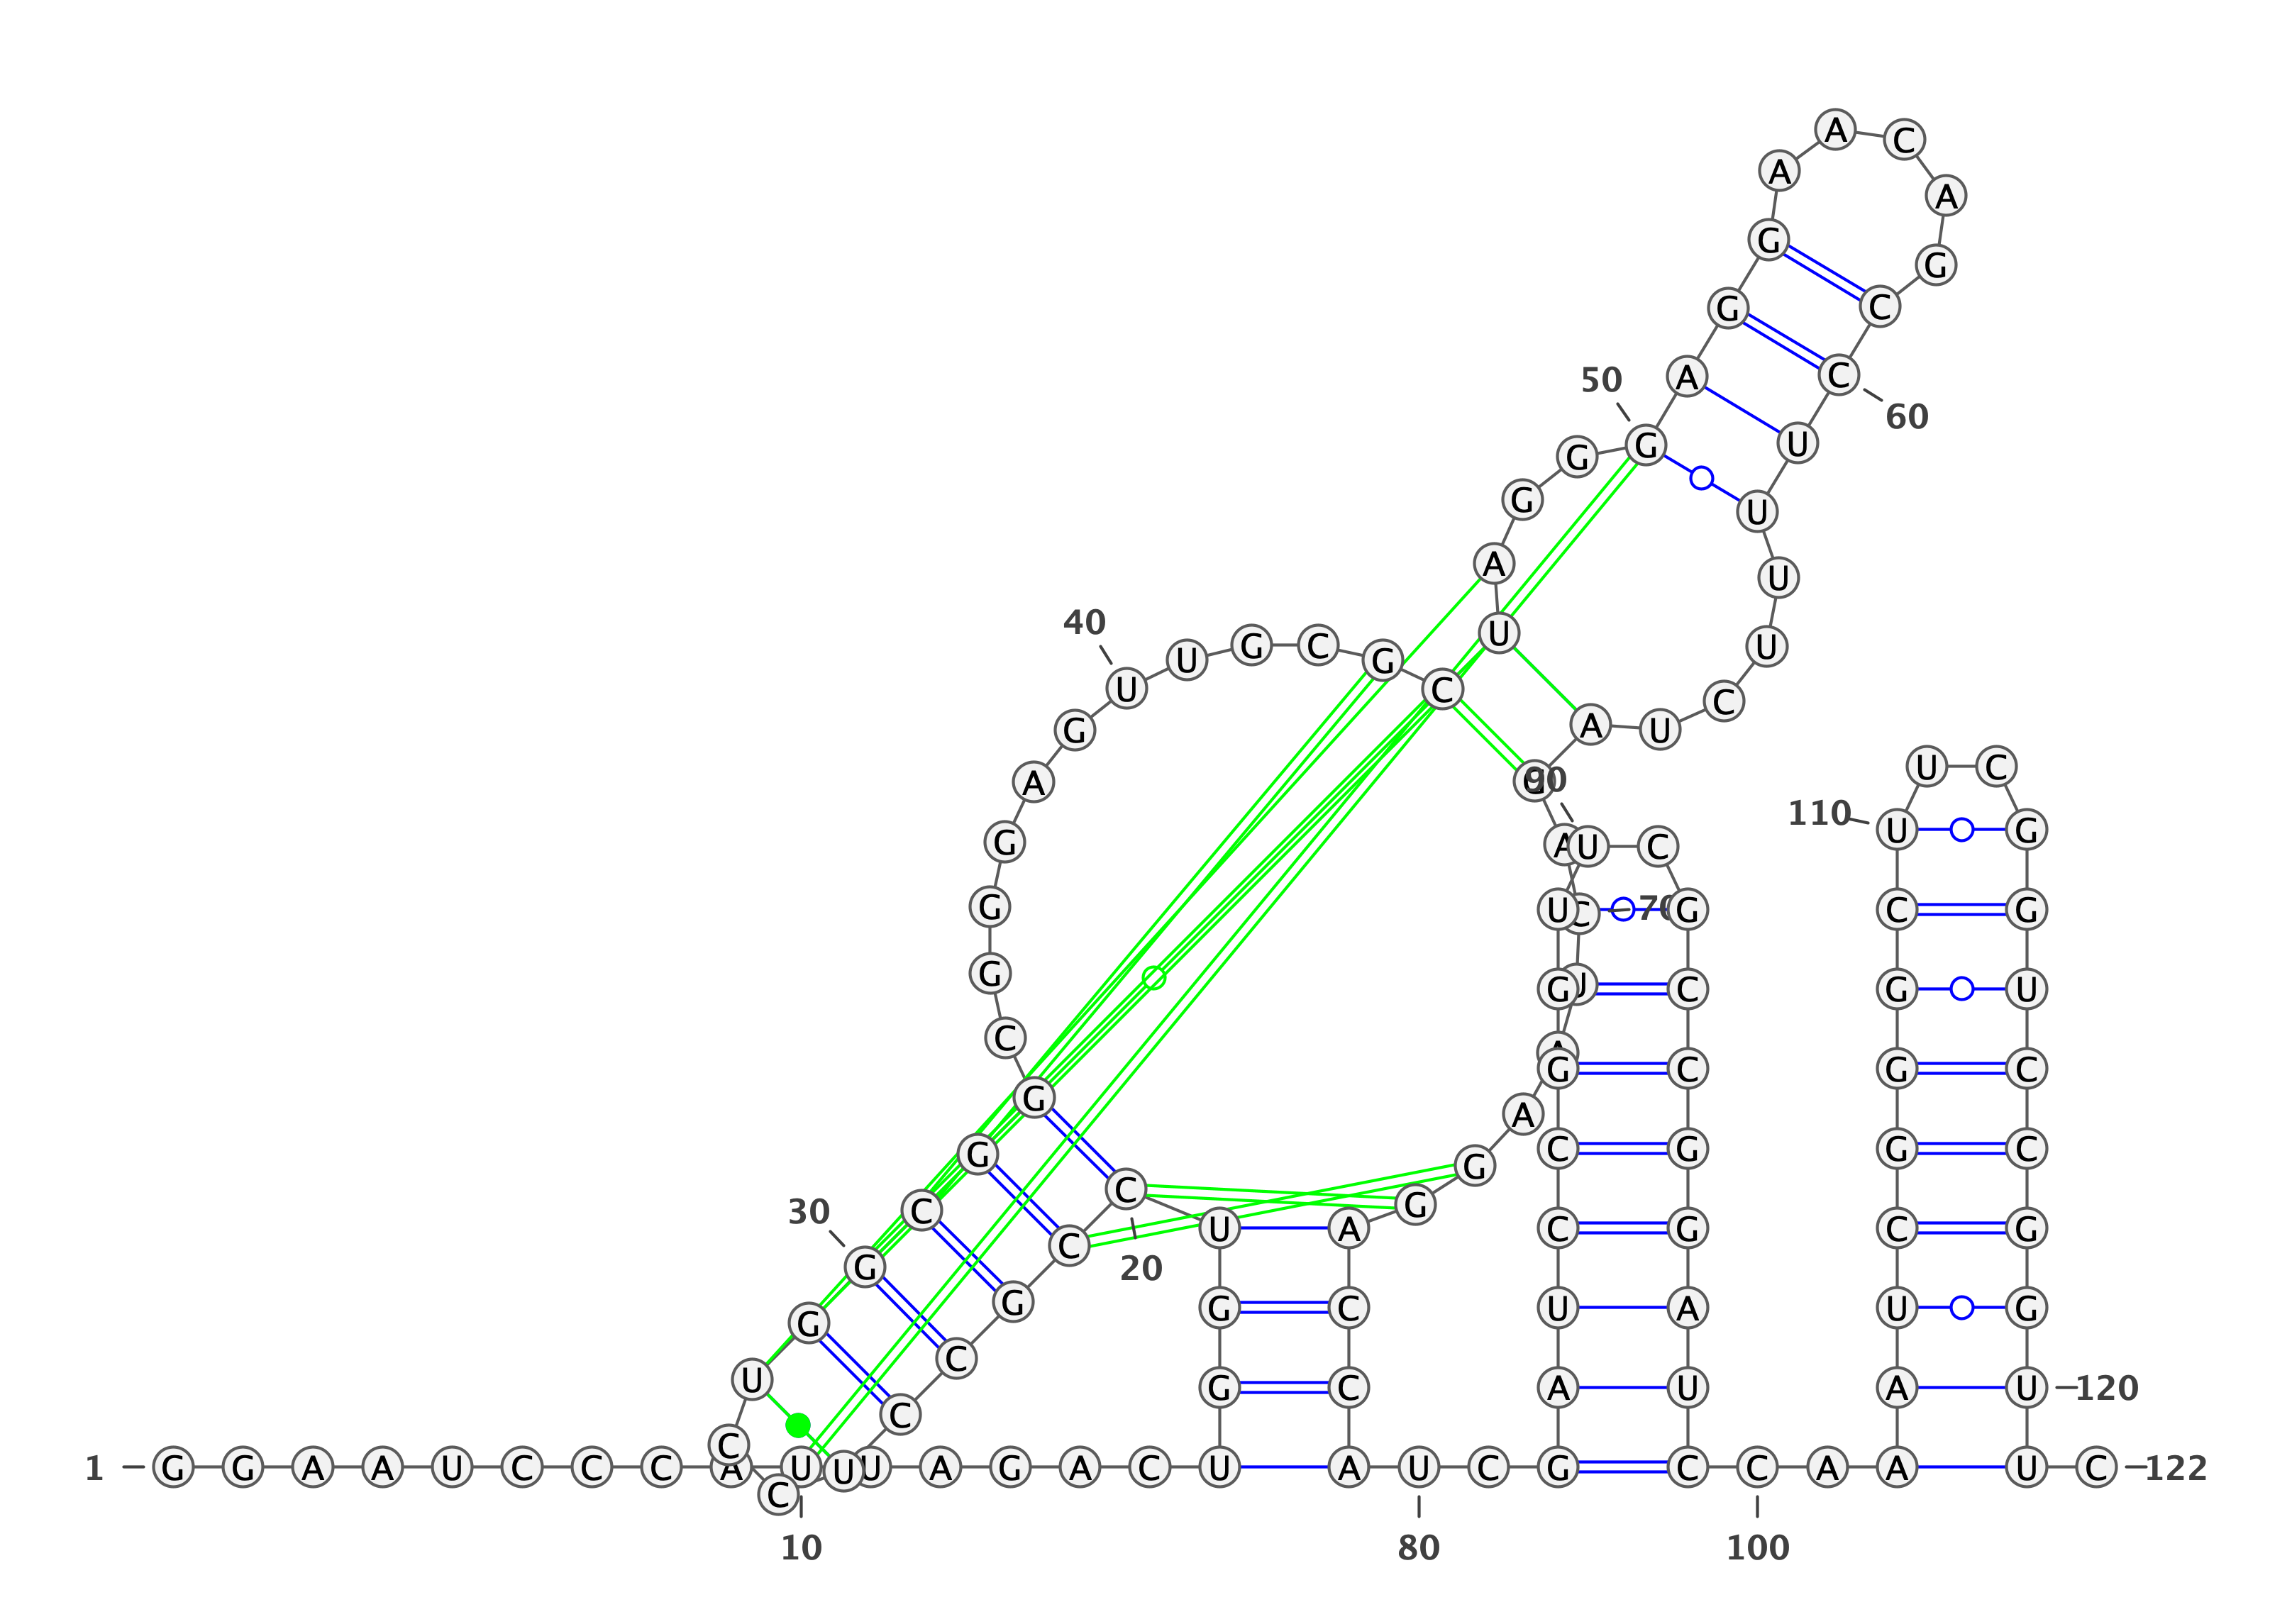 A C
A A
G G
G C
50 A C
60
G G U
G U
A U
40 U U
U G C G
U C C
G A U
U C
A 90
G A U C 110 U G
G U C 70 G C G
G G C G U
C
G C G C
G A
G C G G C
C G G
30 C
U A C G C G
C
G 20
G G C U A U G
G
C
U G C A U A U 120
C
C
1 G G A A U C C C A U U U A G A C U A U C G C C A A U C 122
C
10 80 100